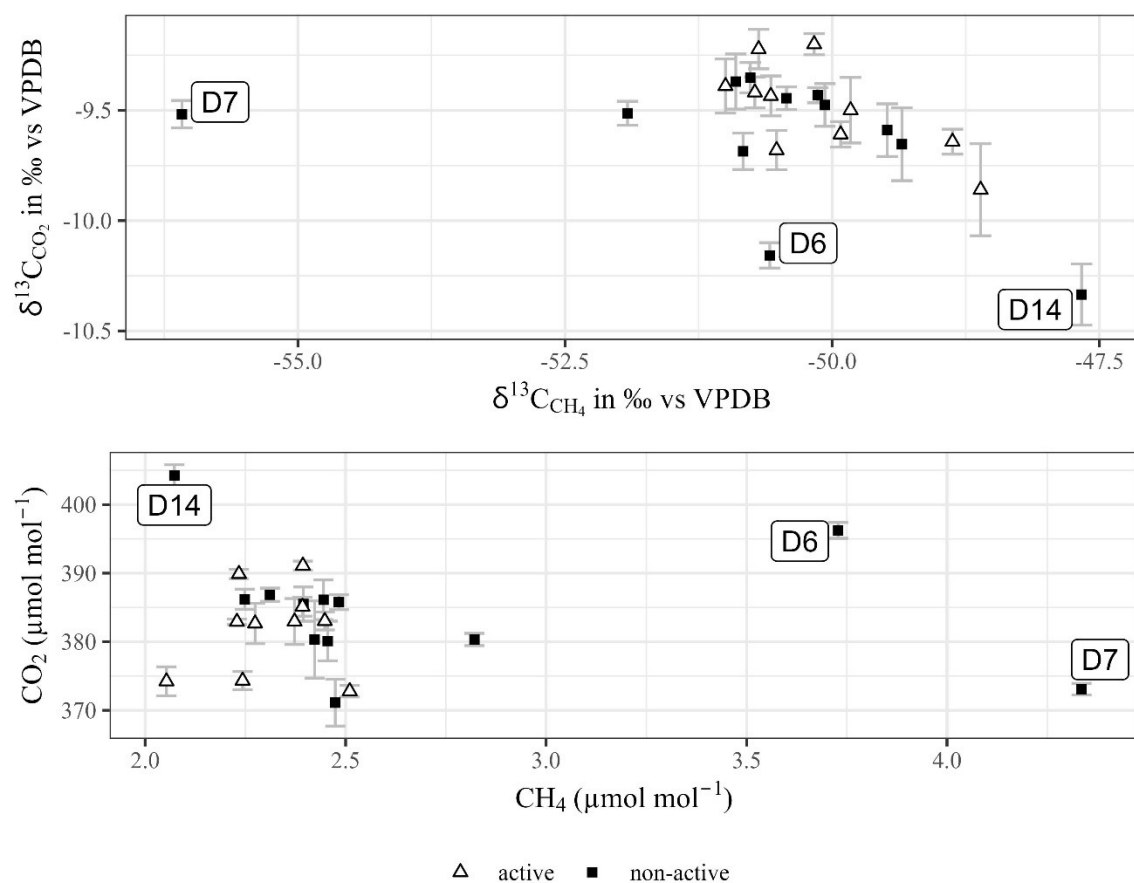 δ¹³C_CO₂ in ‰ vs VPDB
-9.5
-10.0
-10.5
D7
D6
D14
-55.0
-52.5
-50.0
-47.5
δ¹³C_CH₄ in ‰ vs VPDB
CO₂ (µmol mol⁻¹)
400
390
380
370
D14
D6
D7
2.0
2.5
3.0
3.5
4.0
CH₄ (µmol mol⁻¹)
active
non-active